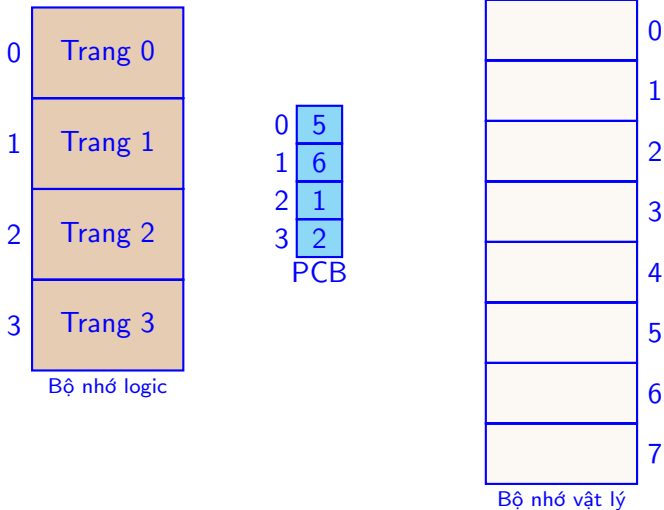 0 Trang 0
1 Trang 1
2 Trang 2
3 Trang 3
Bộ nhớ logic
0 5
1 6
2 1
3 2
PCB
0
1
2
3
4
5
6
7
Bộ nhớ vật lý